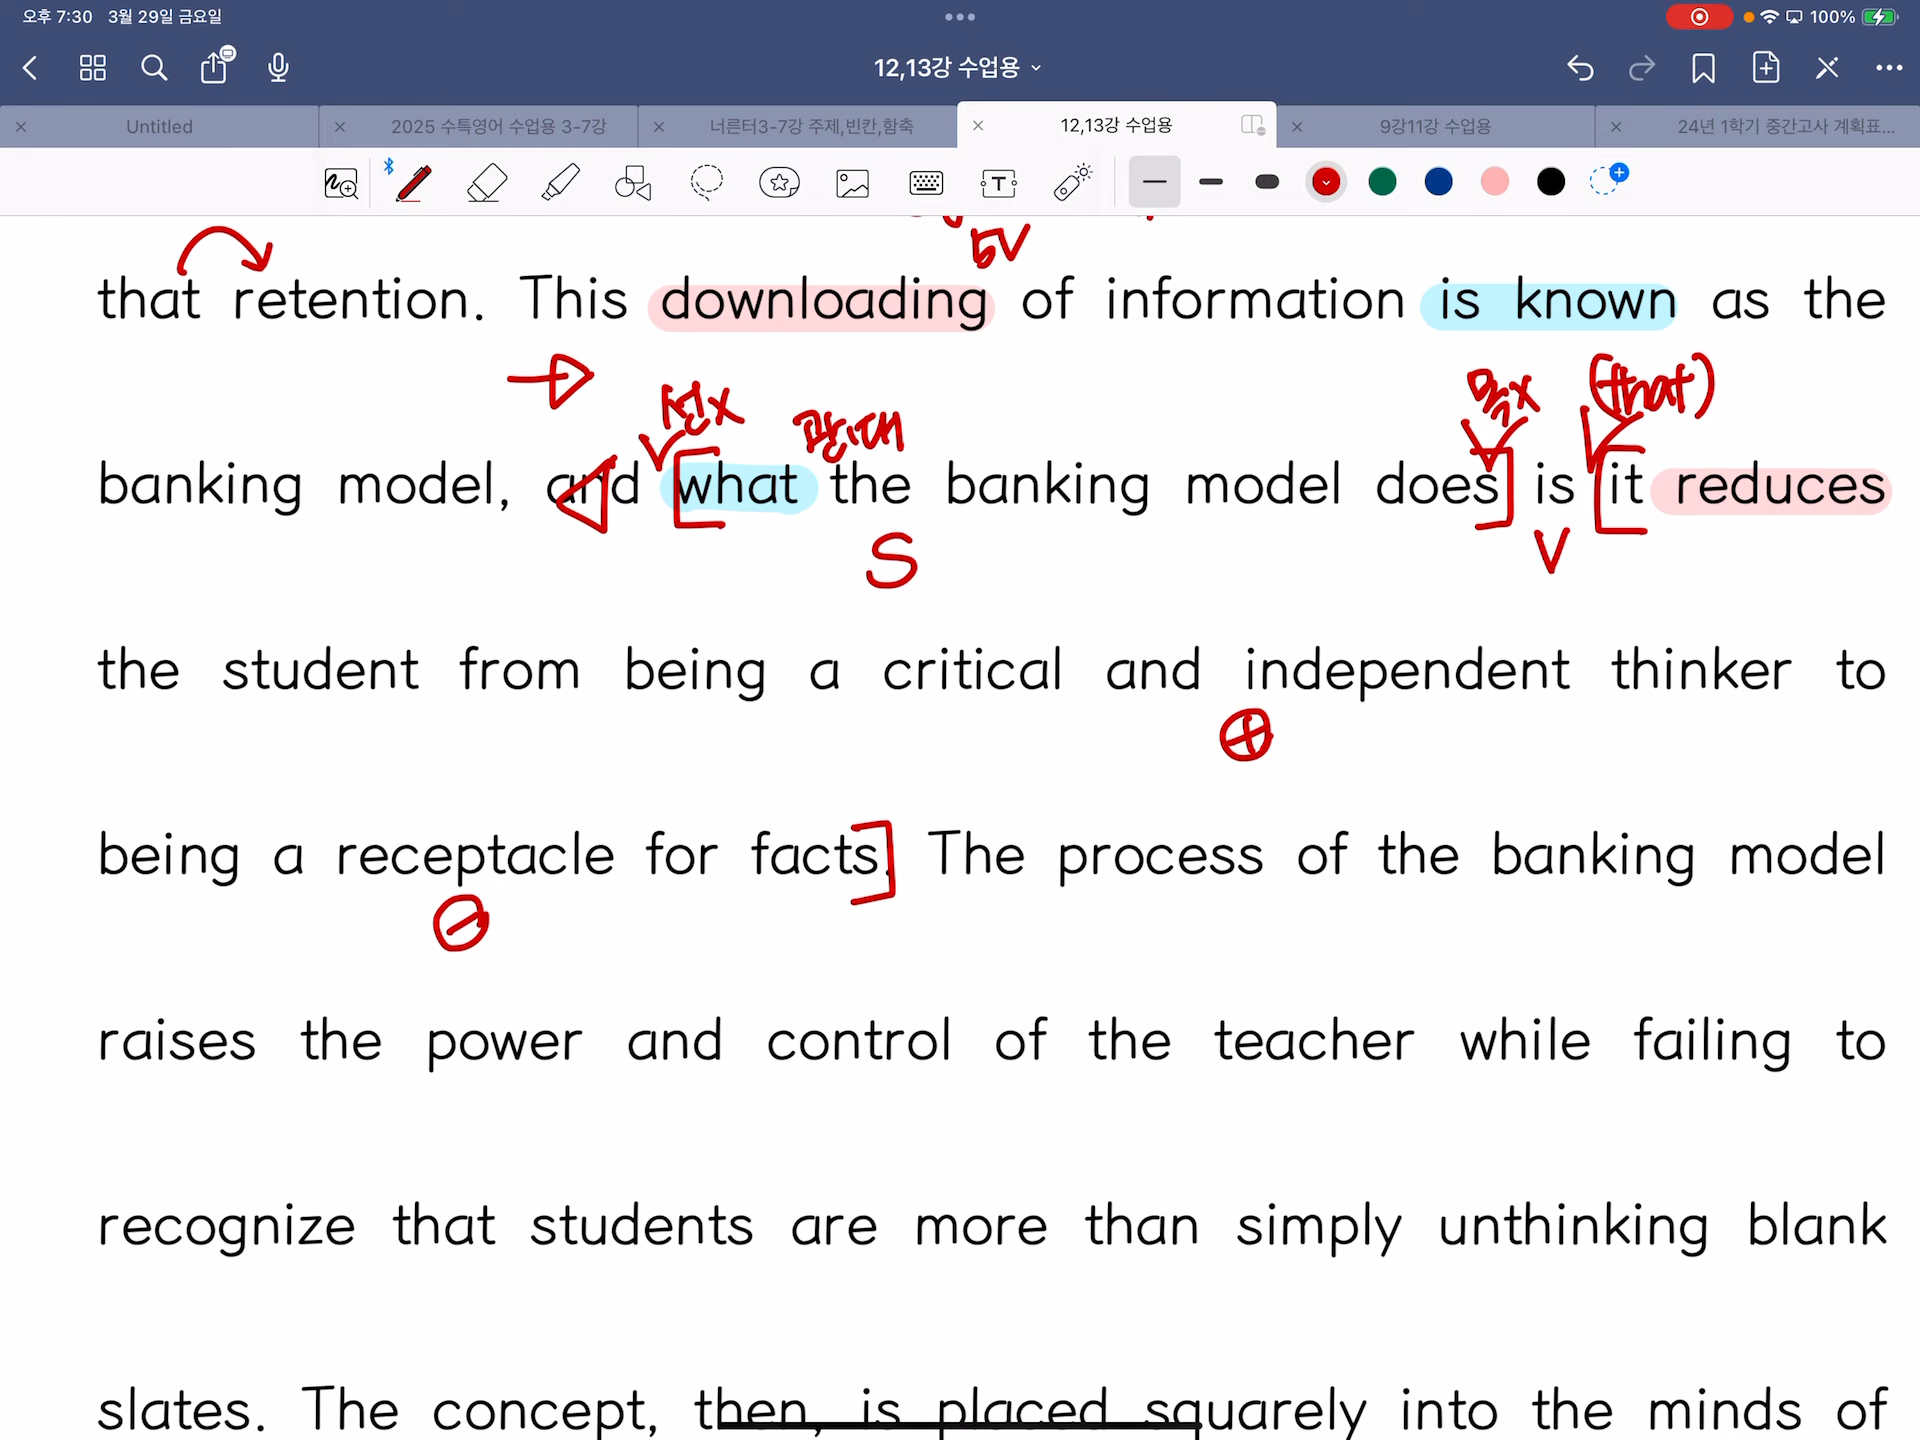 오후 7:30 3월 29일 금요일 100%
12,13강 수업용
Untitled 2025 수특영어 수업용 3-7강 너른터3-7강 주제,빈칸,함축 12,13강 수업용 9강11강 수업용 24년 1학기 중간고사 계획표...
5V
that retention. This downloading of information is known as the
선X 관.대 목X (that)
banking model, and [what the banking model does] is [it reduces
S V
the student from being a critical and independent thinker to
+
being a receptacle for facts.] The process of the banking model
−
raises the power and control of the teacher while failing to
recognize that students are more than simply unthinking blank
slates. The concept, then, is placed squarely into the minds of